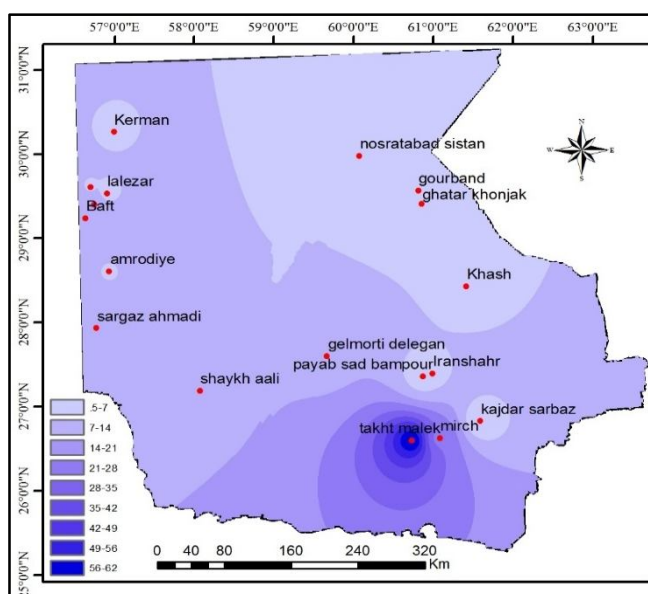 57°0'0"N 58°0'0"N 60°0'0"N 61°0'0"N 62°0'0"N 63°0'0"N
31°0'0"N
30°0'0"N
29°0'0"N
28°0'0"N
27°0'0"N
26°0'0"N
25°0'0"N
N
W E
S
Kerman
nosratabad sistan
lalezar
gourband
ghatar khonjak
Baft
amrodiye
Khash
sargaz ahmadi
gelmorti delegan
payab sad bampour
Iranshahr
shaykh aali
kajdar sarbaz
takht malek
mirch
.5-7
7-14
14-21
21-28
28-35
35-42
42-49
49-56
56-62
0 20 40 80 160 240 320
Km